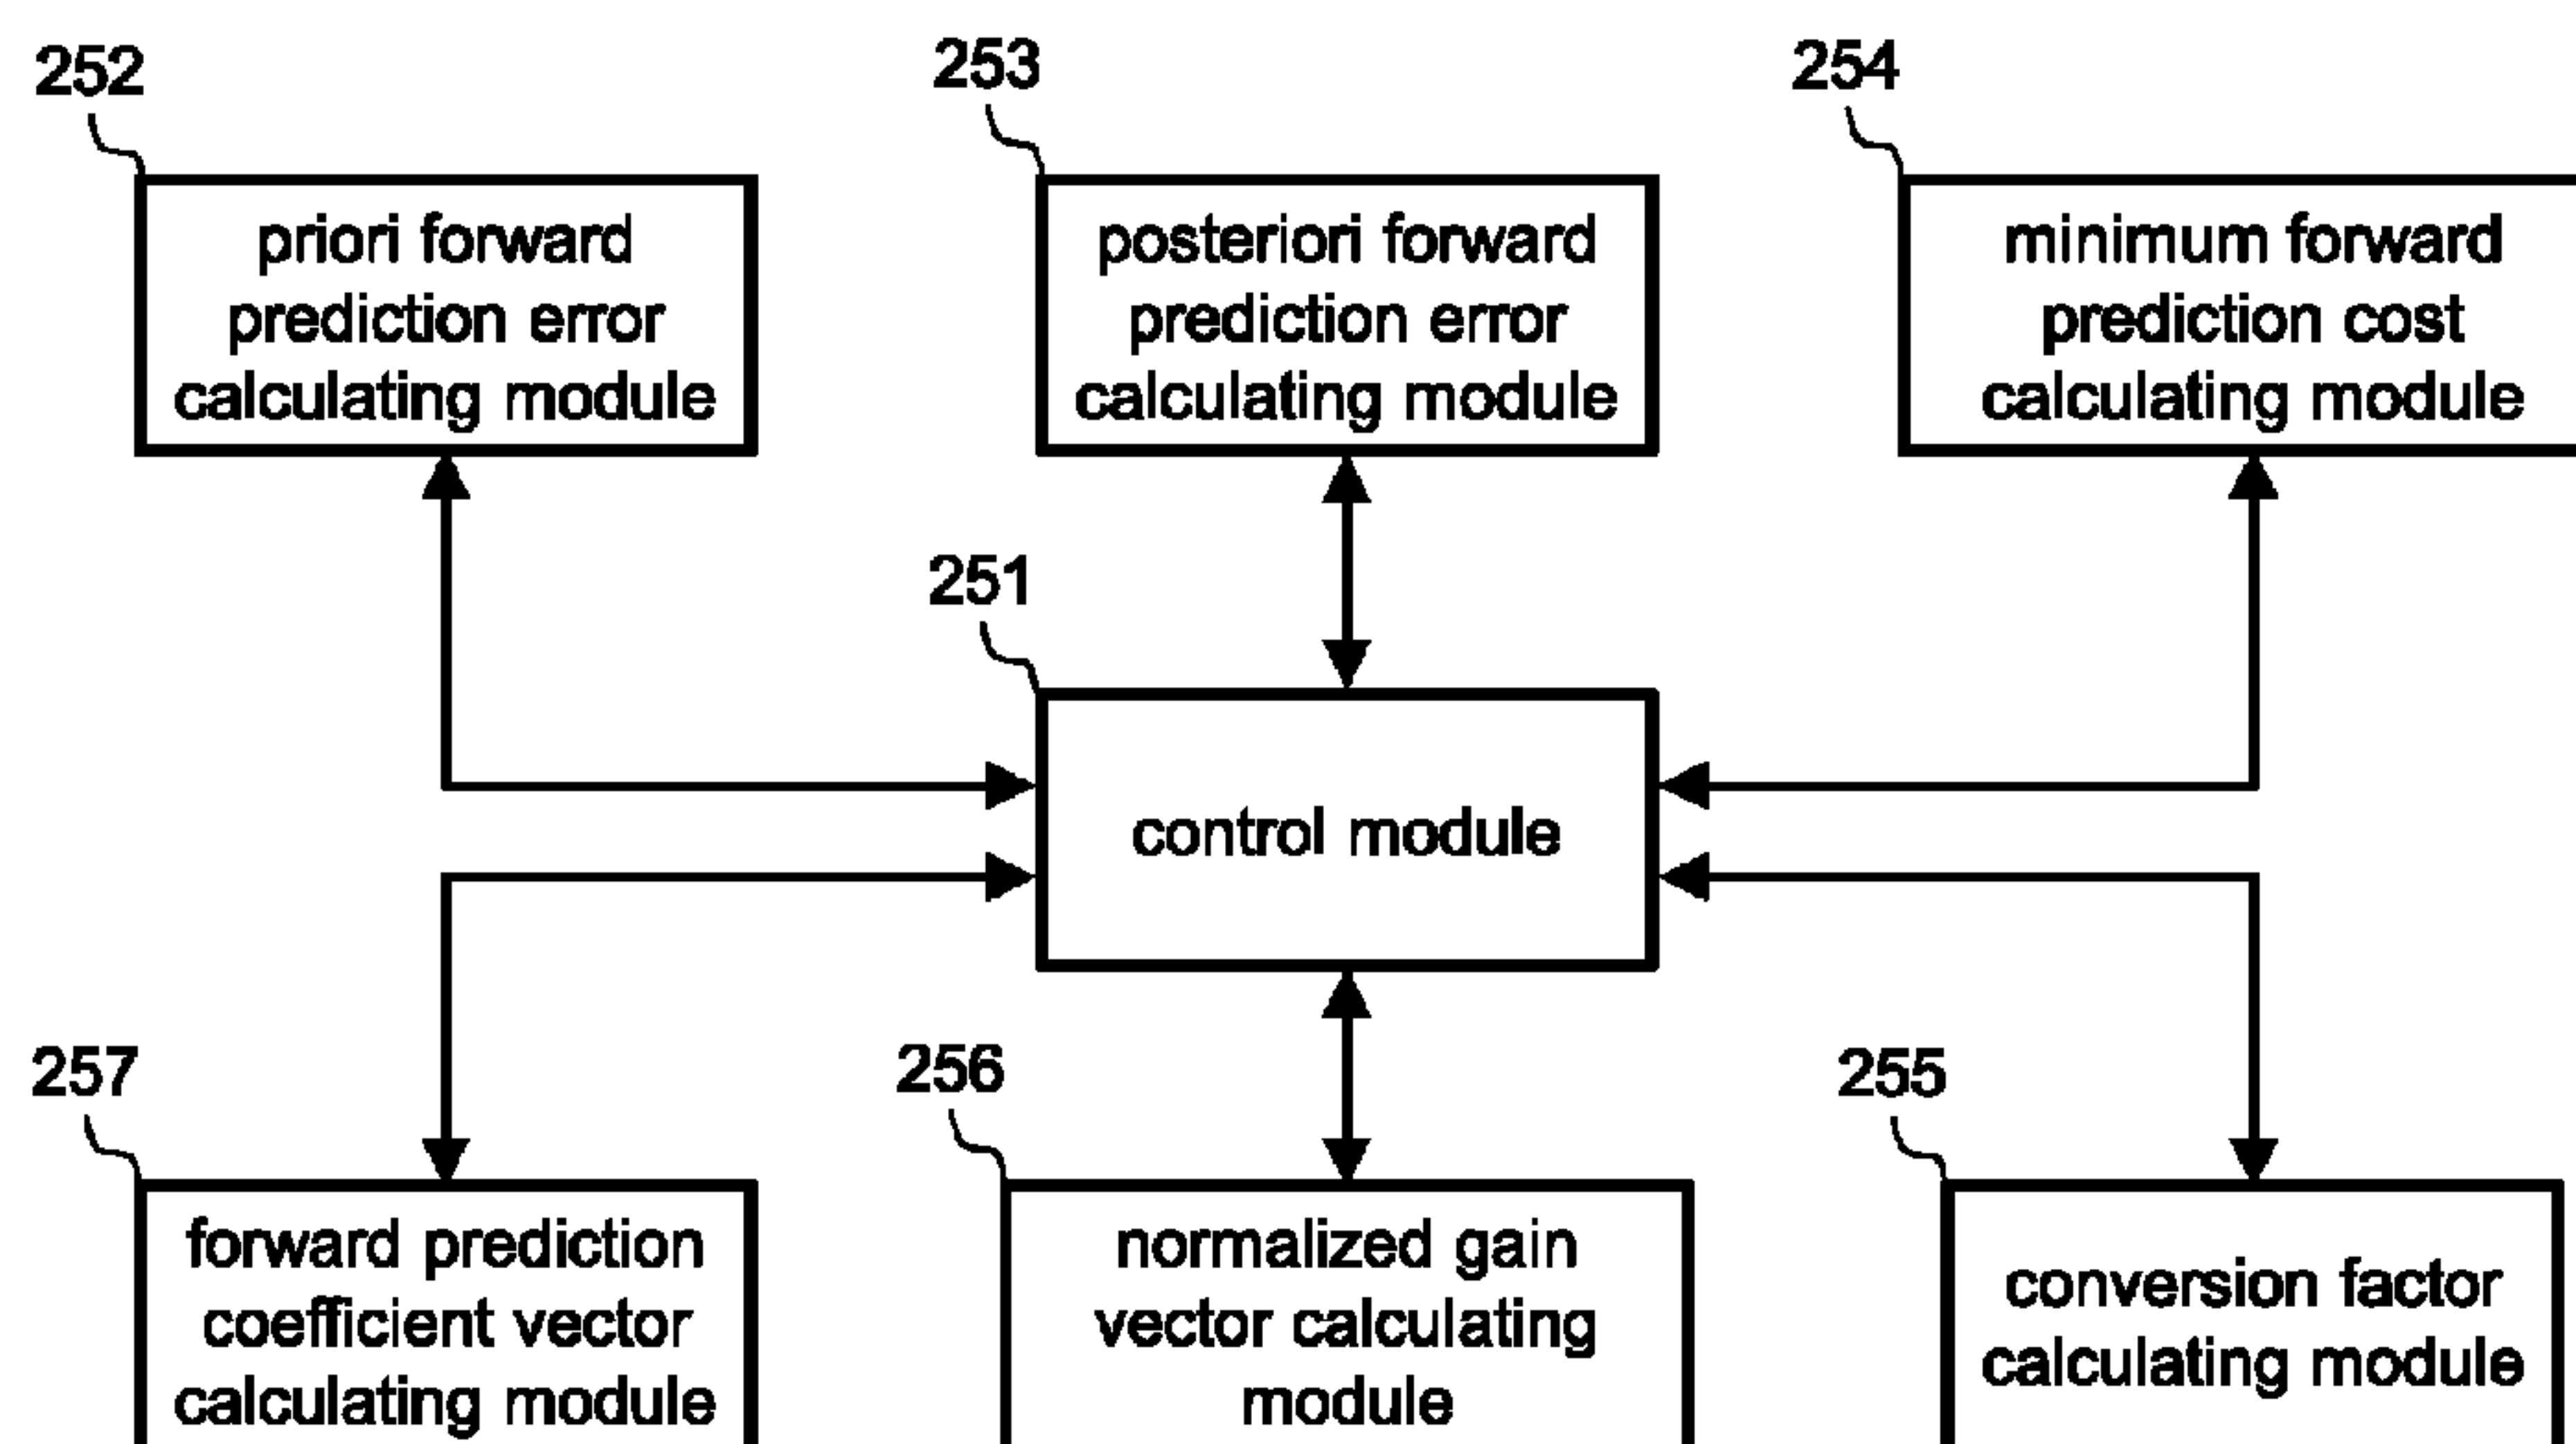 252
priori forward
prediction error
calculating module
253
posteriori forward
prediction error
calculating module
254
minimum forward
prediction cost
calculating module
251
control module
257
forward prediction
coefficient vector
calculating module
256
normalized gain
vector calculating
module
255
conversion factor
calculating module